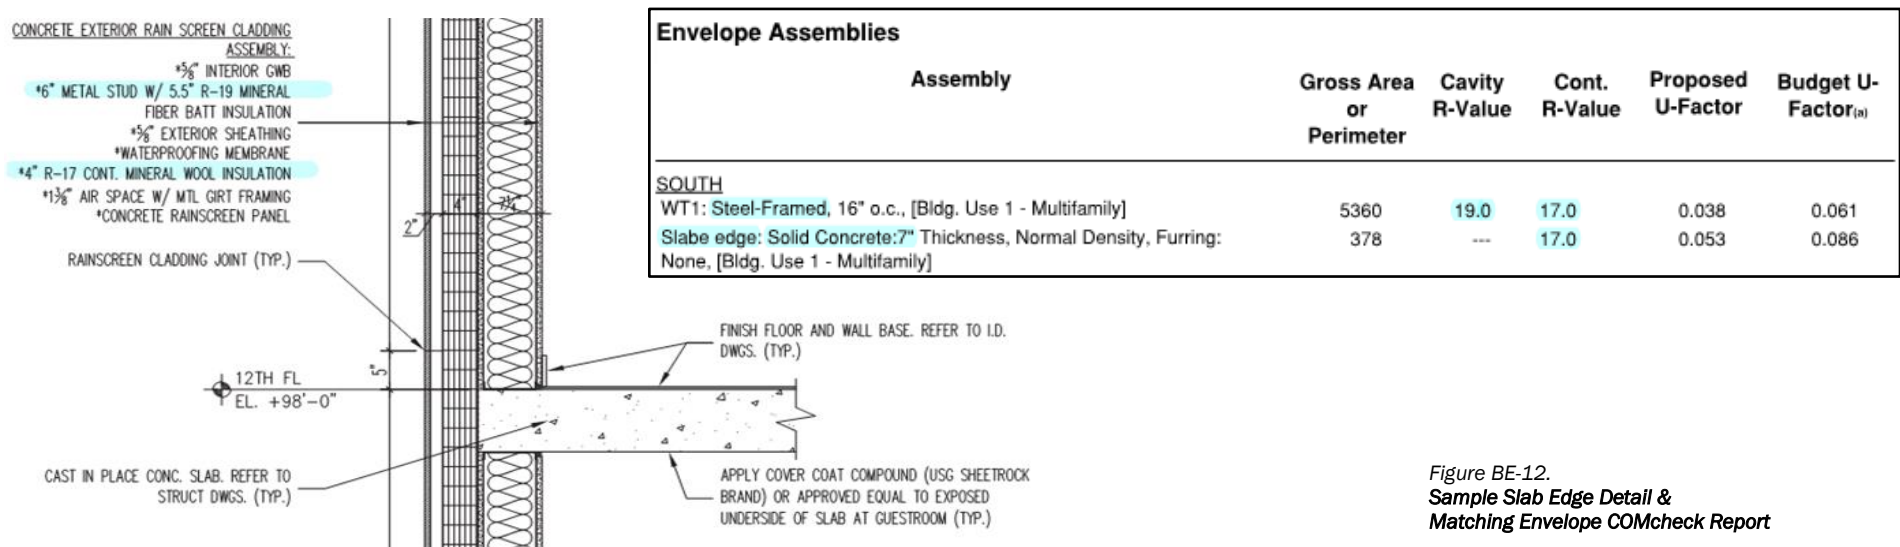 CONCRETE EXTERIOR RAIN SCREEN CLADDING
ASSEMBLY:
*5/8" INTERIOR GWB
*6" METAL STUD W/ 5.5" R-19 MINERAL
FIBER BATT INSULATION
*5/8" EXTERIOR SHEATHING
*WATERPROOFING MEMBRANE
*4" R-17 CONT. MINERAL WOOL INSULATION
*1 3/8" AIR SPACE W/ MTL GIRT FRAMING
*CONCRETE RAINSCREEN PANEL
2"
4"
7 1/4"
RAINSCREEN CLADDING JOINT (TYP.)
5"
12TH FL
EL. +98'-0"
CAST IN PLACE CONC. SLAB. REFER TO
STRUCT DWGS. (TYP.)
FINISH FLOOR AND WALL BASE. REFER TO I.D.
DWGS. (TYP.)
APPLY COVER COAT COMPOUND (USG SHEETROCK
BRAND) OR APPROVED EQUAL TO EXPOSED
UNDERSIDE OF SLAB AT GUESTROOM (TYP.)
Envelope Assemblies
Assembly Gross Area Cavity Cont. Proposed Budget U-
or R-Value R-Value U-Factor Factor(a)
Perimeter
SOUTH
WT1: Steel-Framed, 16" o.c., [Bldg. Use 1 - Multifamily] 5360 19.0 17.0 0.038 0.061
Slabe edge: Solid Concrete:7" Thickness, Normal Density, Furring: 378 --- 17.0 0.053 0.086
None, [Bldg. Use 1 - Multifamily]
Figure BE-12.
Sample Slab Edge Detail &
Matching Envelope COMcheck Report